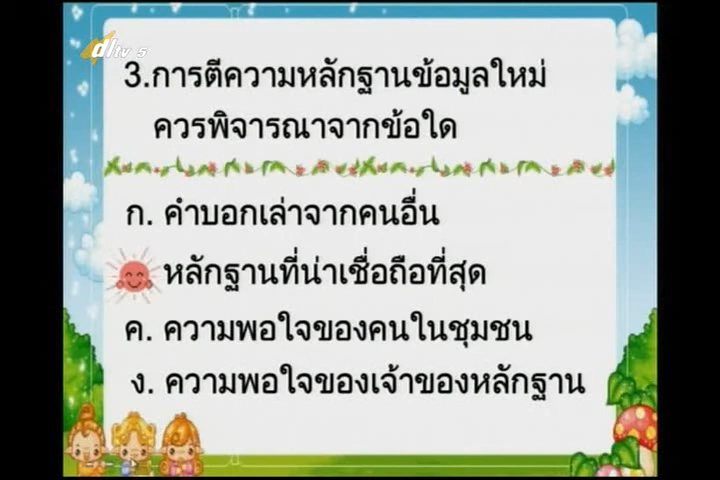 dltv 5
3.การตีความหลักฐานข้อมูลใหม่
ควรพิจารณาจากข้อใด
ก. คำบอกเล่าจากคนอื่น
หลักฐานที่น่าเชื่อถือที่สุด
ค. ความพอใจของคนในชุมชน
ง. ความพอใจของเจ้าของหลักฐาน